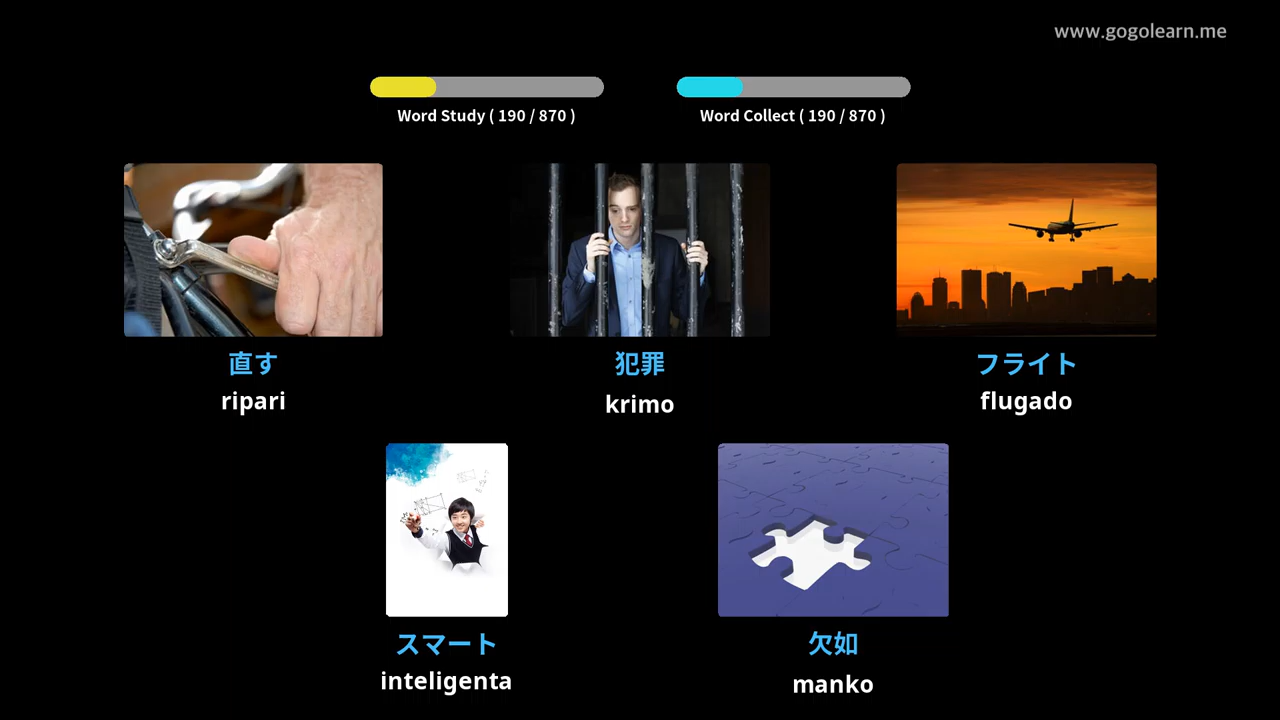 www.gogolearn.me
Word Study ( 190 / 870 )
Word Collect ( 190 / 870 )
直す
ripari
犯罪
krimo
フライト
flugado
スマート
inteligenta
欠如
manko